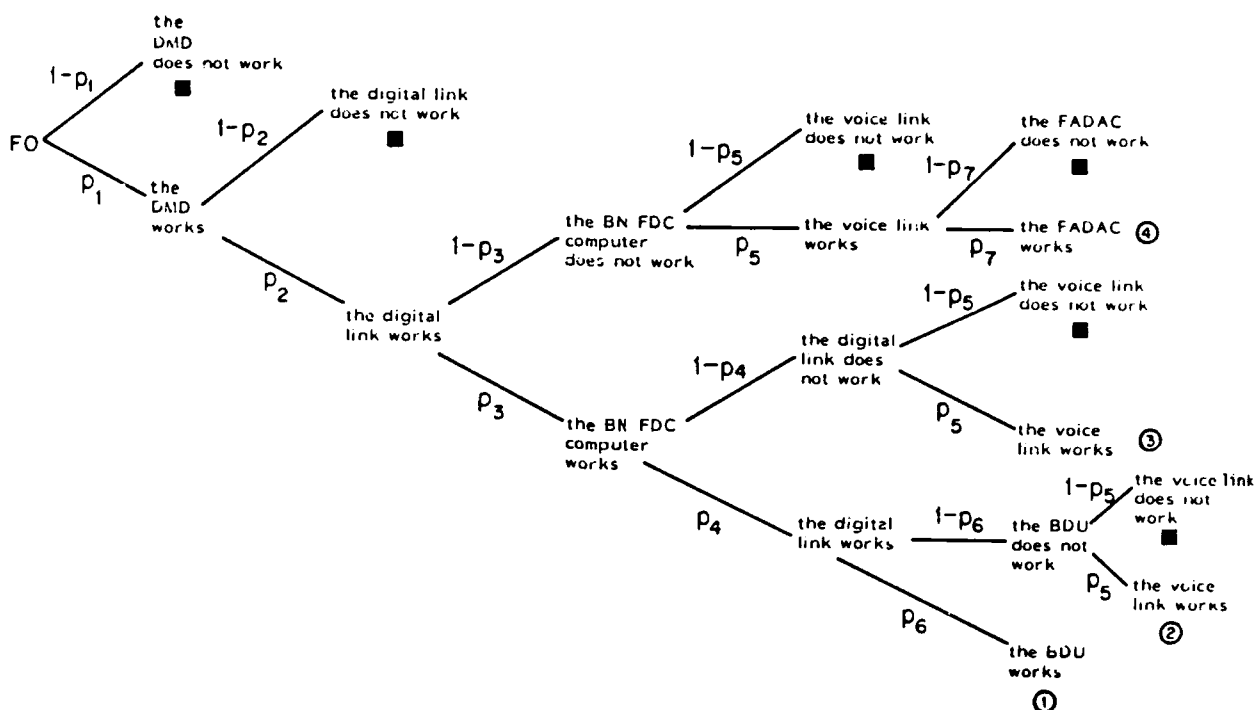 the
DMD
does not work
1-p1
FO
p1
the
DMD
works
1-p2
the digital link
does not work
p2
the digital
link works
1-p3
the BN FDC
computer
does not work
p3
the BN FDC
computer
works
1-p5
the voice link
does not work
p5
the voice link
works
1-p7
the FADAC
does not work
p7
the FADAC
works
④
1-p4
the digital
link does
not work
1-p5
the voice link
does not work
p5
the voice
link works
③
p4
the digital
link works
1-p6
the BDU
does not
work
1-p5
the voice link
does not
work
p5
the voice
link works
②
p6
the BDU
works
①